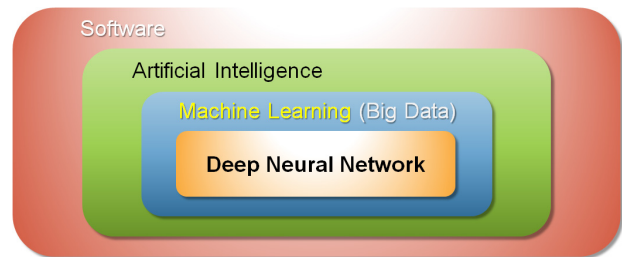 Software
Artificial Intelligence
Machine Learning (Big Data)
Deep Neural Network